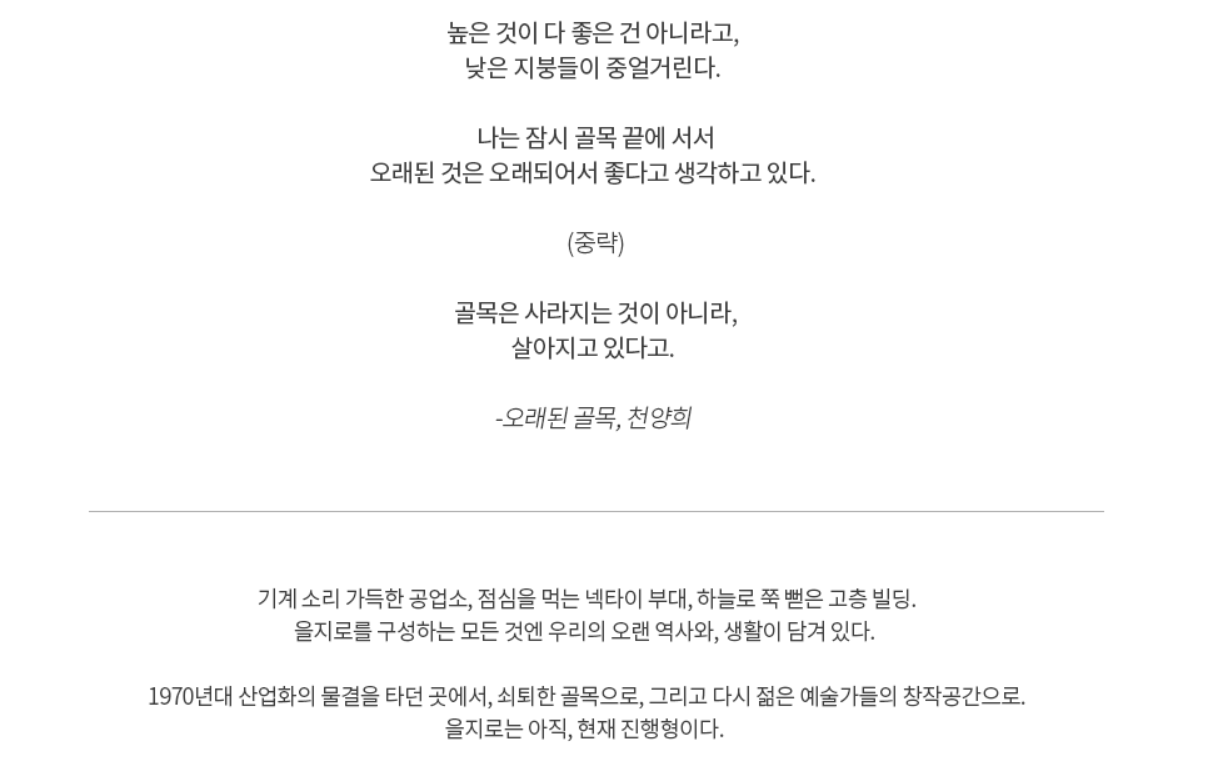 높은 것이 다 좋은 건 아니라고,
낮은 지붕들이 중얼거린다.
나는 잠시 골목 끝에 서서
오래된 것은 오래되어서 좋다고 생각하고 있다.
(중략)
골목은 사라지는 것이 아니라,
살아지고 있다고.
-오래된 골목, 천양희
기계 소리 가득한 공업소, 점심을 먹는 넥타이 부대, 하늘로 쭉 뻗은 고층 빌딩.
을지로를 구성하는 모든 것엔 우리의 오랜 역사와, 생활이 담겨 있다.
1970년대 산업화의 물결을 타던 곳에서, 쇠퇴한 골목으로, 그리고 다시 젊은 예술가들의 창작공간으로.
을지로는 아직, 현재 진행형이다.